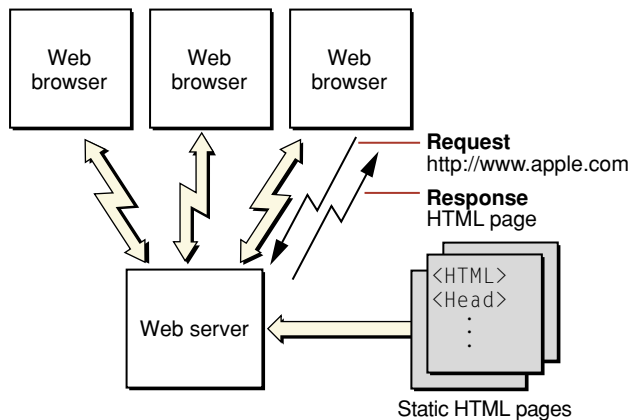 Web
browser
Web
browser
Web
browser
Request
http://www.apple.com
Response
HTML page
<HTML>
<Head>
Web server
Static HTML pages